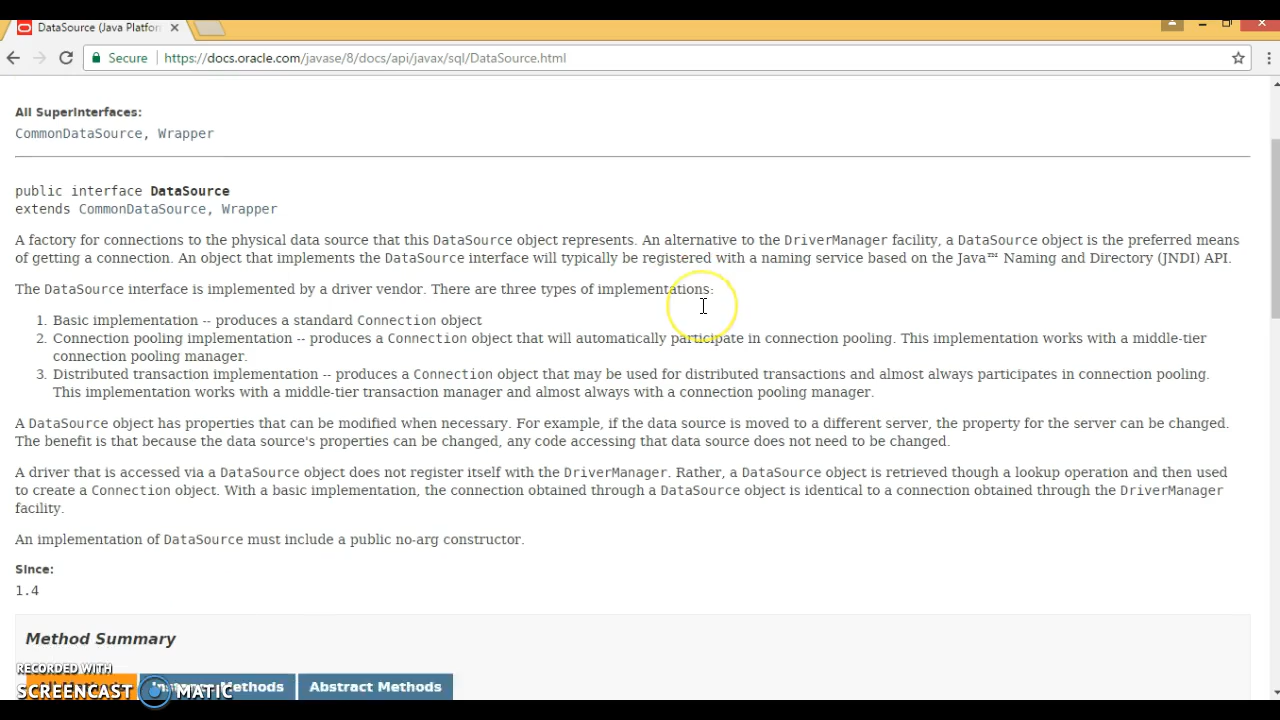 DataSource (Java Platfor
Secure https://docs.oracle.com/javase/8/docs/api/javax/sql/DataSource.html
All Superinterfaces:
CommonDataSource, Wrapper
public interface DataSource
extends CommonDataSource, Wrapper
A factory for connections to the physical data source that this DataSource object represents. An alternative to the DriverManager facility, a DataSource object is the preferred means
of getting a connection. An object that implements the DataSource interface will typically be registered with a naming service based on the Java™ Naming and Directory (JNDI) API.
The DataSource interface is implemented by a driver vendor. There are three types of implementations:
1. Basic implementation -- produces a standard Connection object
2. Connection pooling implementation -- produces a Connection object that will automatically participate in connection pooling. This implementation works with a middle-tier
connection pooling manager.
3. Distributed transaction implementation -- produces a Connection object that may be used for distributed transactions and almost always participates in connection pooling.
This implementation works with a middle-tier transaction manager and almost always with a connection pooling manager.
A DataSource object has properties that can be modified when necessary. For example, if the data source is moved to a different server, the property for the server can be changed.
The benefit is that because the data source's properties can be changed, any code accessing that data source does not need to be changed.
A driver that is accessed via a DataSource object does not register itself with the DriverManager. Rather, a DataSource object is retrieved though a lookup operation and then used
to create a Connection object. With a basic implementation, the connection obtained through a DataSource object is identical to a connection obtained through the DriverManager
facility.
An implementation of DataSource must include a public no-arg constructor.
Since:
1.4
Method Summary
RECORDED WITH
Methods Abstract Methods
SCREENCAST MATIC